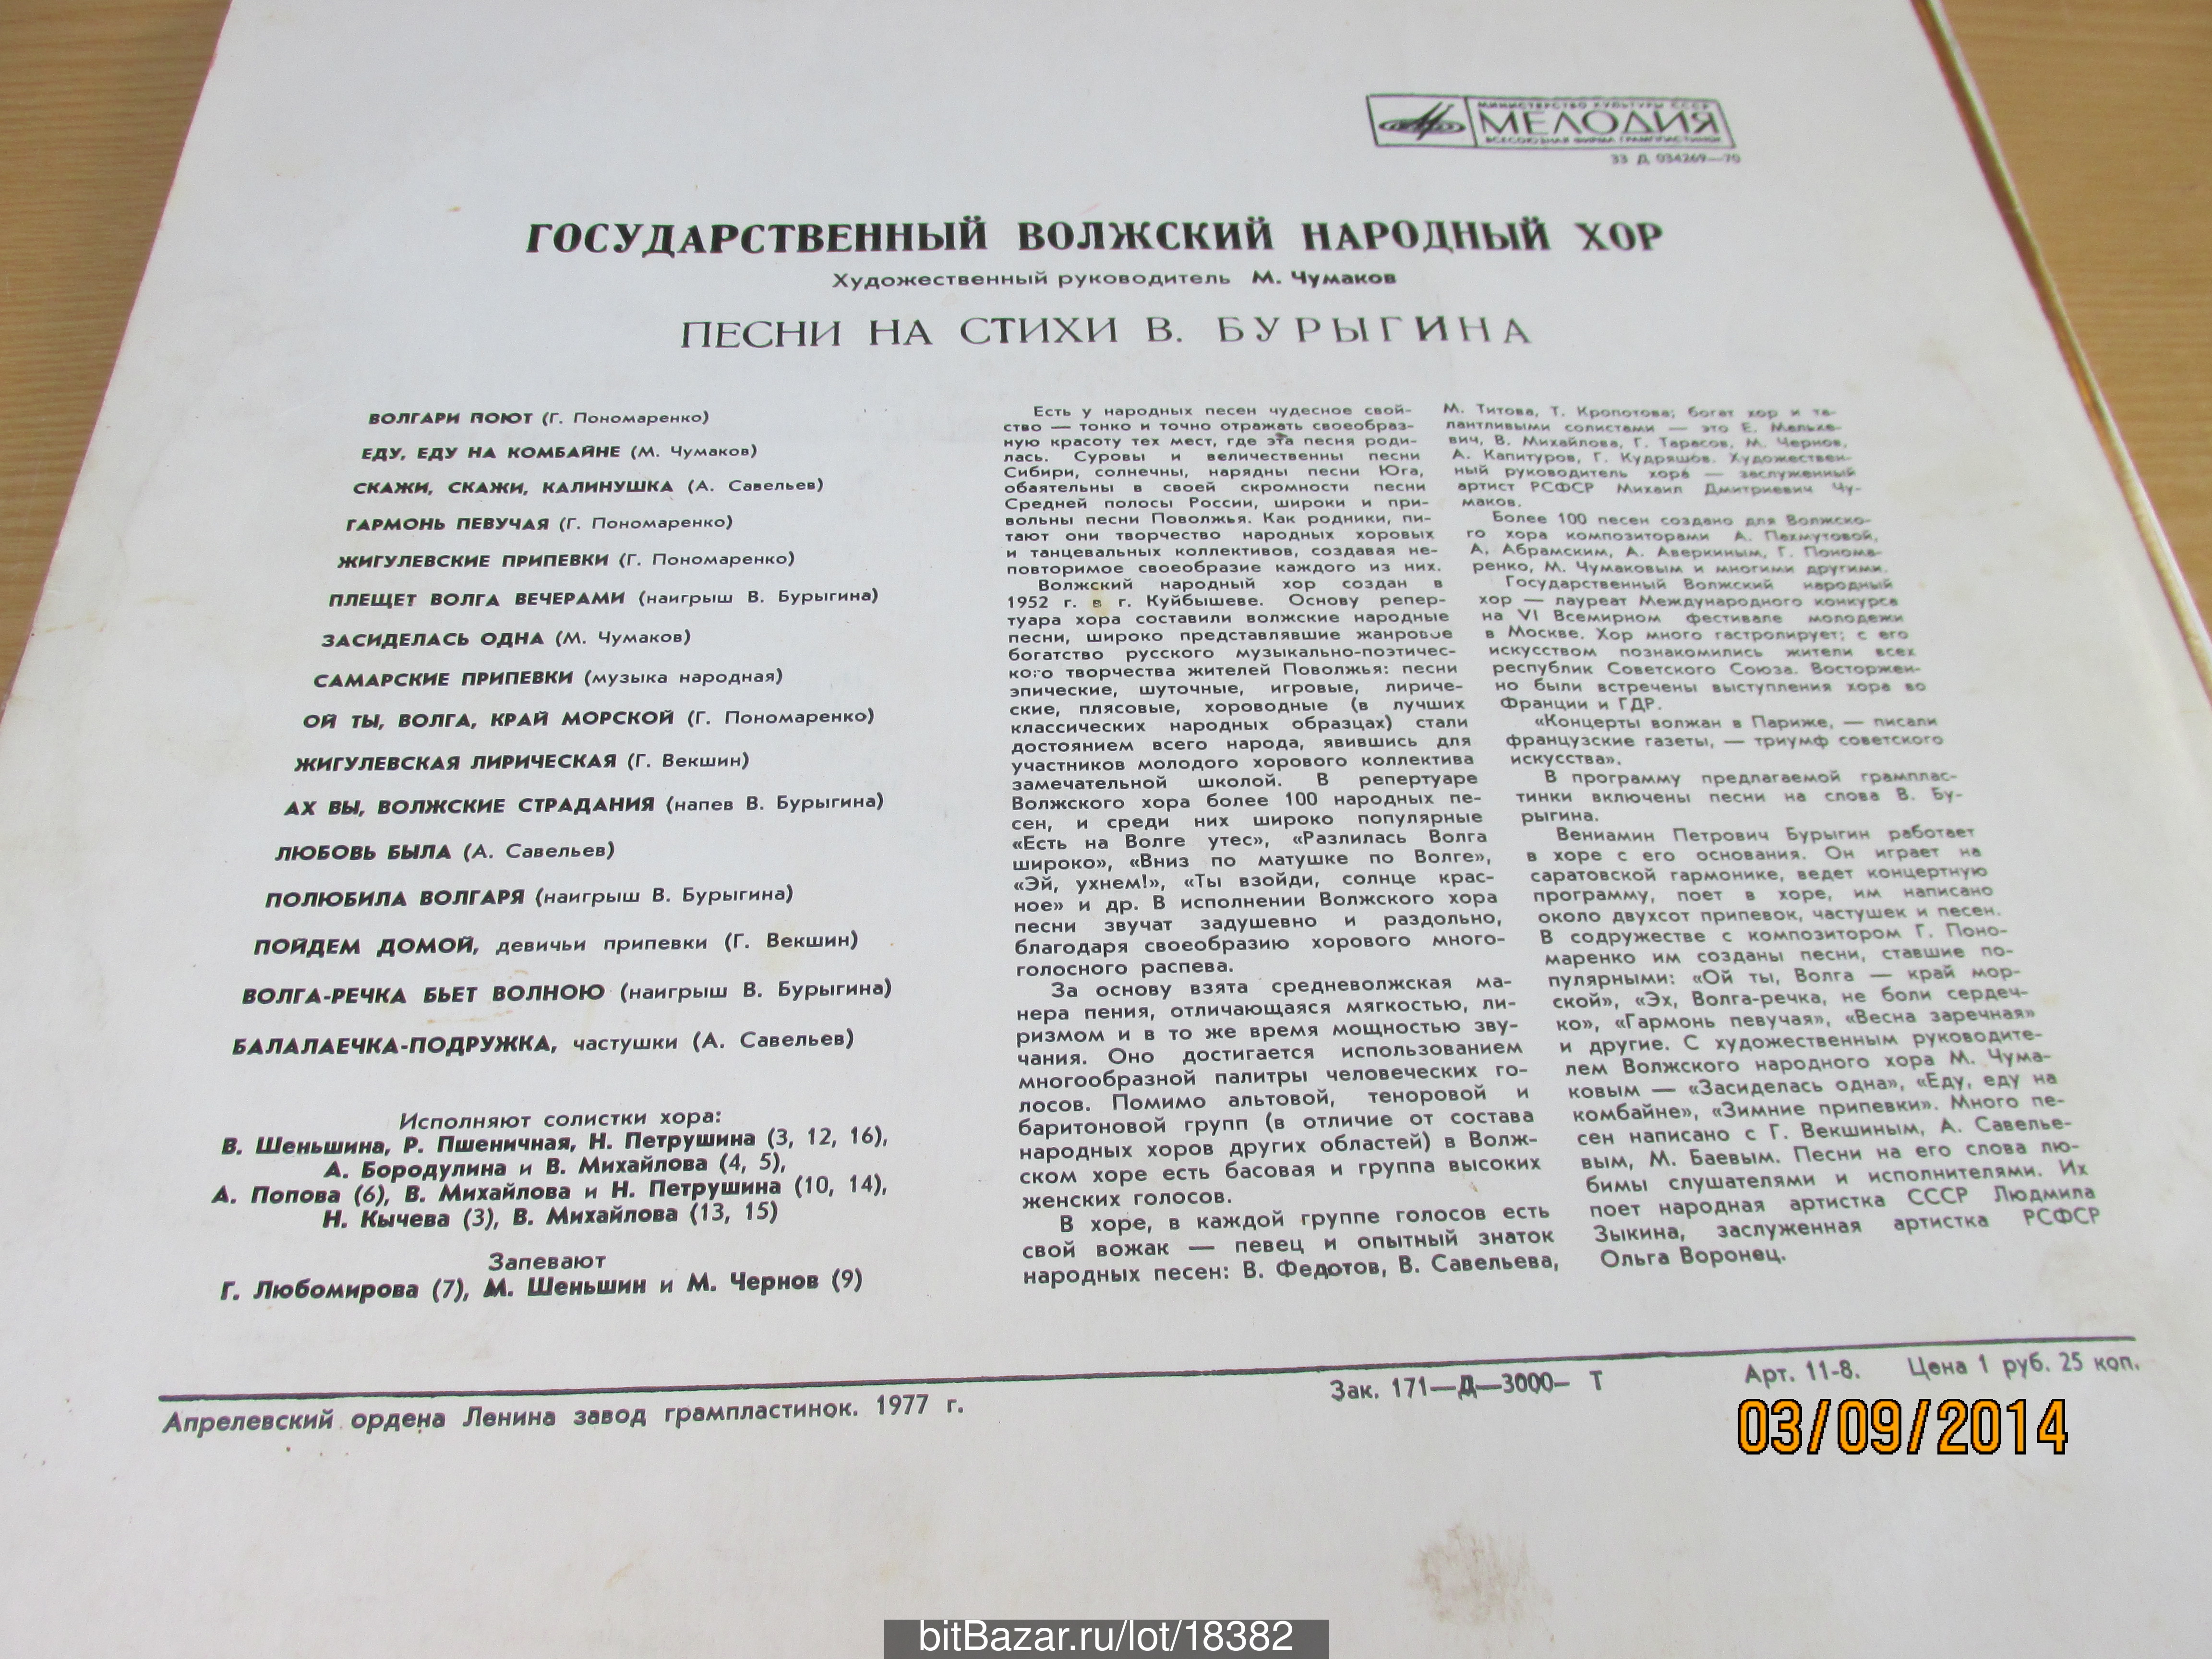 МИНИСТЕРСТВО КУЛЬТУРЫ СССР
МЕЛОДИЯ
ВСЕСОЮЗНАЯ ФИРМА ГРАМПЛАСТИНОК
33 Д 034269—70
ГОСУДАРСТВЕННЫЙ ВОЛЖСКИЙ НАРОДНЫЙ ХОР
Художественный руководитель М. Чумаков
ПЕСНИ НА СТИХИ В. БУРЫГИНА
ВОЛГАРИ ПОЮТ (Г. Пономаренко)
ЕДУ, ЕДУ НА КОМБАЙНЕ (М. Чумаков)
СКАЖИ, СКАЖИ, КАЛИНУШКА (А. Савельев)
ГАРМОНЬ ПЕВУЧАЯ (Г. Пономаренко)
ЖИГУЛЕВСКИЕ ПРИПЕВКИ (Г. Пономаренко)
ПЛЕЩЕТ ВОЛГА ВЕЧЕРАМИ (наигрыш В. Бурыгина)
ЗАСИДЕЛАСЬ ОДНА (М. Чумаков)
САМАРСКИЕ ПРИПЕВКИ (музыка народная)
ОЙ ТЫ, ВОЛГА, КРАЙ МОРСКОЙ (Г. Пономаренко)
ЖИГУЛЕВСКАЯ ЛИРИЧЕСКАЯ (Г. Векшин)
АХ ВЫ, ВОЛЖСКИЕ СТРАДАНИЯ (напев В. Бурыгина)
ЛЮБОВЬ БЫЛА (А. Савельев)
ПОЛЮБИЛА ВОЛГАРЯ (наигрыш В. Бурыгина)
ПОЙДЕМ ДОМОЙ, девичьи припевки (Г. Векшин)
ВОЛГА-РЕЧКА БЬЕТ ВОЛНОЮ (наигрыш В. Бурыгина)
БАЛАЛАЕЧКА-ПОДРУЖКА, частушки (А. Савельев)
Исполняют солистки хора:
В. Шеньшина, Р. Пшеничная, Н. Петрушина (3, 12, 16),
А. Бородулина и В. Михайлова (4, 5),
А. Попова (6), В. Михайлова и Н. Петрушина (10, 14),
Н. Кычева (3), В. Михайлова (13, 15)
Запевают
Г. Любомирова (7), М. Шеньшин и М. Чернов (9)
Есть у народных песен чудесное свой-
ство — тонко и точно отражать своеобраз-
ную красоту тех мест, где эта песня роди-
лась. Суровы и величественны песни
Сибири, солнечны, нарядны песни Юга,
обаятельны в своей скромности песни
Средней полосы России, широки и при-
вольны песни Поволжья. Как родники, пи-
тают они творчество народных хоровых
и танцевальных коллективов, создавая не-
повторимое своеобразие каждого из них.
Волжский народный хор создан в
1952 г. в г. Куйбышеве. Основу репер-
туара хора составили волжские народные
песни, широко представлявшие жанровое
богатство русского музыкально-поэтичес-
кого творчества жителей Поволжья: песни
эпические, шуточные, игровые, лириче-
ские, плясовые, хороводные (в лучших
классических народных образцах) стали
достоянием всего народа, явившись для
участников молодого хорового коллектива
замечательной школой. В репертуаре
Волжского хора более 100 народных пе-
сен, и среди них широко популярные
«Есть на Волге утес», «Разлилась Волга
широко», «Вниз по матушке по Волге»,
«Эй, ухнем!», «Ты взойди, солнце крас-
ное» и др. В исполнении Волжского хора
песни звучат задушевно и раздольно,
благодаря своеобразию хорового много-
голосного распева.
За основу взята средневолжская ма-
нера пения, отличающаяся мягкостью, ли-
ризмом и в то же время мощностью зву-
чания. Оно достигается использованием
многообразной палитры человеческих го-
лосов. Помимо альтовой, теноровой и
баритоновой групп (в отличие от состава
народных хоров других областей) в Волж-
ском хоре есть басовая и группа высоких
женских голосов.
В хоре, в каждой группе голосов есть
свой вожак — певец и опытный знаток
народных песен: В. Федотов, В. Савельева,
М. Титова, Т. Кропотова; богат хор и та-
лантливыми солистами — это Е. Мельке-
вич, В. Михайлова, Г. Тарасов, М. Чернов,
А. Капитуров, Г. Кудряшов. Художествен-
ный руководитель хора — заслуженный
артист РСФСР Михаил Дмитриевич Чу-
маков.
Более 100 песен создано для Волжско-
го хора композиторами А. Пахмутовой,
А. Абрамским, А. Аверкиным, Г. Понома-
ренко, М. Чумаковым и многими другими.
Государственный Волжский народный
хор — лауреат Международного конкурса
на VI Всемирном фестивале молодежи
в Москве. Хор много гастролирует; с его
искусством познакомились жители всех
республик Советского Союза. Восторжен-
но были встречены выступления хора во
Франции и ГДР.
«Концерты волжан в Париже, — писали
французские газеты, — триумф советского
искусства».
В программу предлагаемойграмплас-
тинки включены песни на слова В. Бу-
рыгина.
Вениамин Петрович Бурыгин работает
в хоре с его основания. Он играет на
саратовской гармонике, ведет концертную
программу, поет в хоре, им написано
около двухсот припевок, частушек и песен.
В содружестве с композитором Г. Поно-
маренко им созданы песни, ставшие по-
пулярными: «Ой ты, Волга — край мор-
ской», «Эх, Волга-речка, не боли сердеч-
ко», «Гармонь певучая», «Весна заречная»
и другие. С художественным руководите-
лем Волжского народного хора М. Чума-
ковым — «Засиделась одна», «Еду, еду на
комбайне», «Зимние припевки». Много пе-
сен написано с Г. Векшиным, А. Савелье-
вым, М. Баевым. Песни на его слова лю-
бимы слушателями и исполнителями. Их
поет народная артистка СССР Людмила
Зыкина, заслуженная артистка РСФСР
Ольга Воронец.
Апрелевский ордена Ленина завод грампластинок. 1977 г.
Зак. 171—Д—3000— Т
Арт. 11-8. Цена 1 руб. 25 коп.
03/09/2014
bitBazar.ru/lot/18382